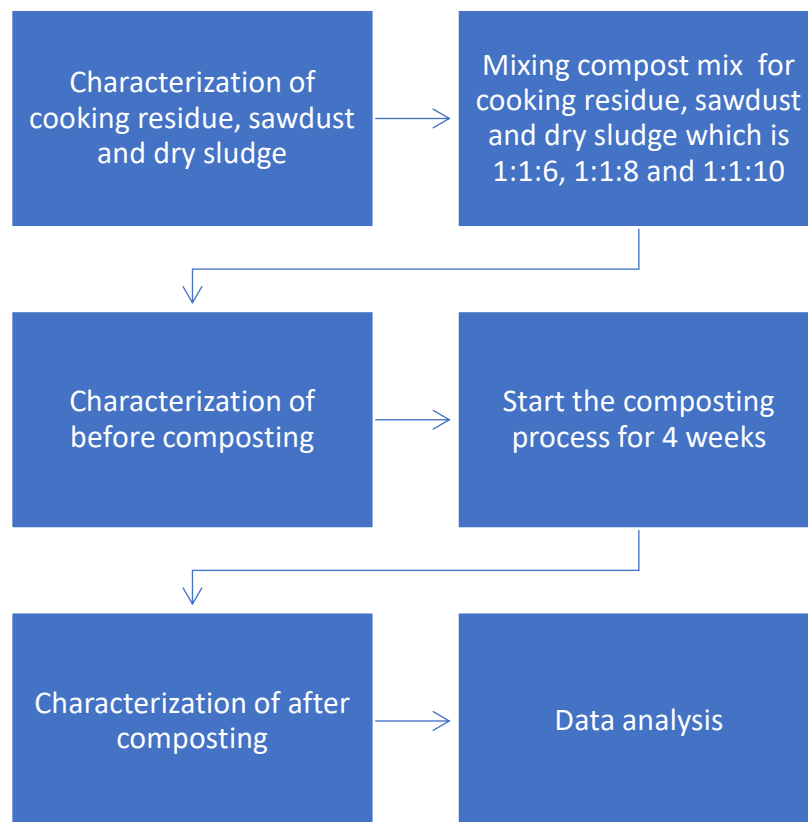 Characterization of
cooking residue, sawdust
and dry sludge
Mixing compost mix for
cooking residue, sawdust
and dry sludge which is
1:1:6, 1:1:8 and 1:1:10
Characterization of
before composting
Start the composting
process for 4 weeks
Characterization of after
composting
Data analysis